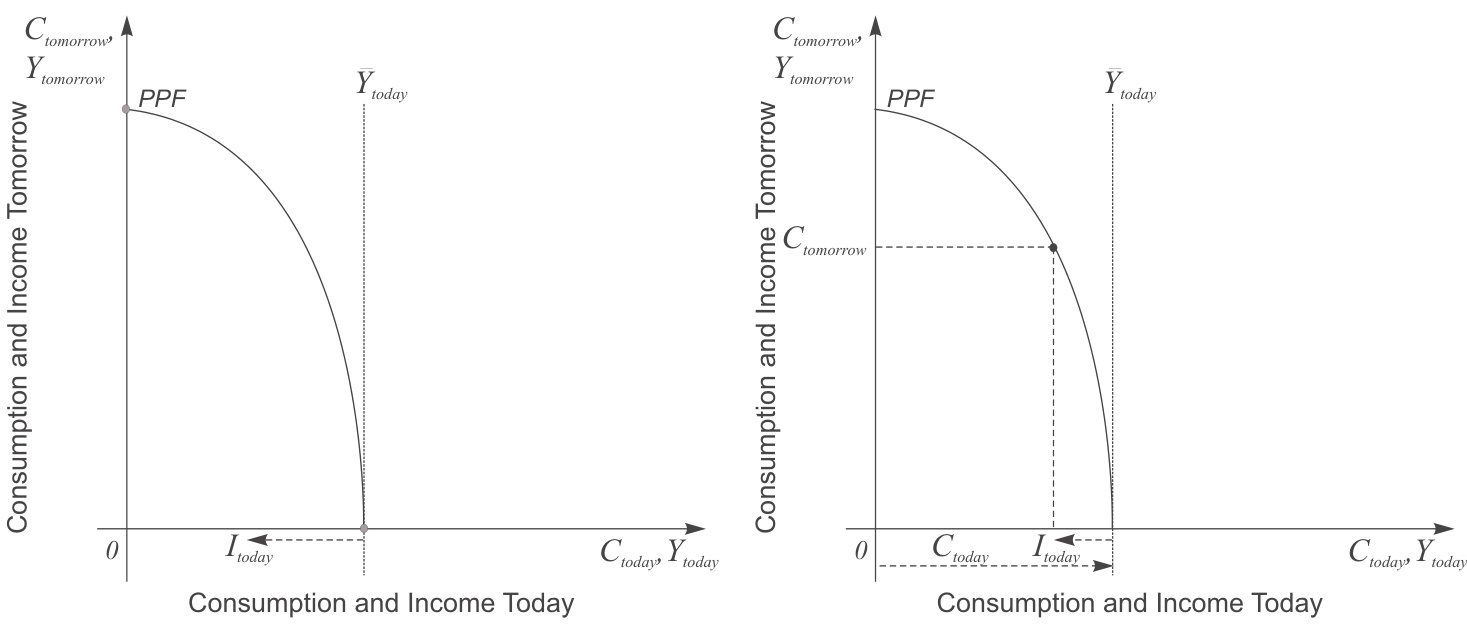 C_tomorrow,
Y_tomorrow
Ȳ_today
PPF
Consumption and Income Tomorrow
0
I_today
C_today, Y_today
Consumption and Income Today
C_tomorrow,
Y_tomorrow
Ȳ_today
PPF
Consumption and Income Tomorrow
C_tomorrow
0
C_today
I_today
C_today, Y_today
Consumption and Income Today